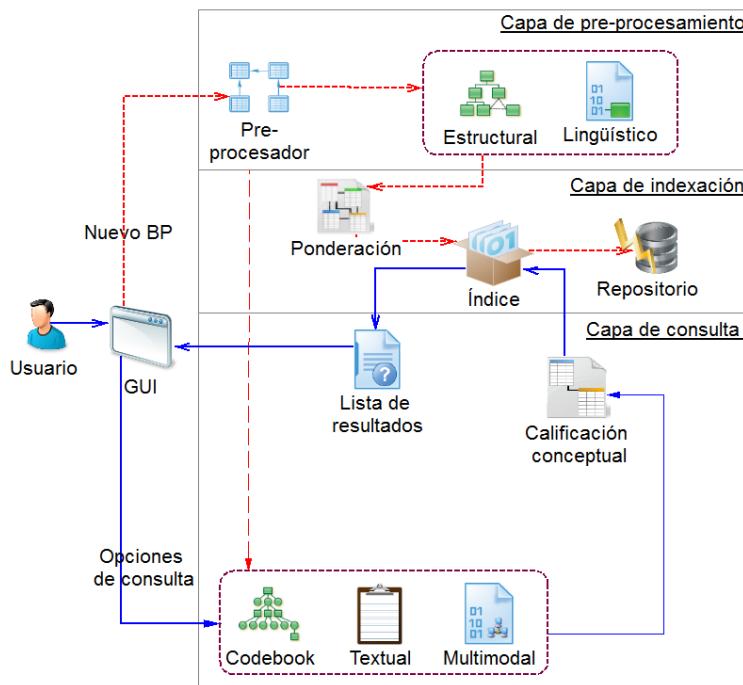 Capa de pre-procesamiento
Pre-
procesador
Estructural
Lingüístico
Capa de indexación
Nuevo BP
Ponderación
Índice
Repositorio
Capa de consulta
Usuario
GUI
Lista de
resultados
Calificación
conceptual
Opciones
de consulta
Codebook
Textual
Multimodal